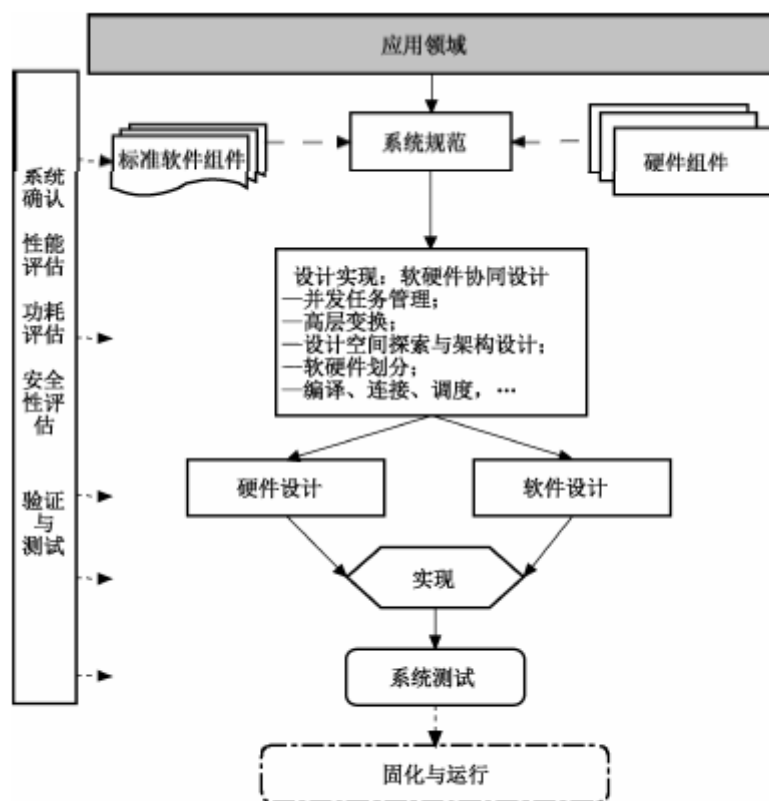 应用领域
标准软件组件
系统规范
硬件组件
系统
确认
性能
评估
功耗
评估
安全
性评
估
验证
与
测试
设计实现：软硬件协同设计
—并发任务管理；
—高层变换；
—设计空间探索与架构设计；
—软硬件划分；
—编译、连接、调度，…
硬件设计
软件设计
实现
系统测试
固化与运行